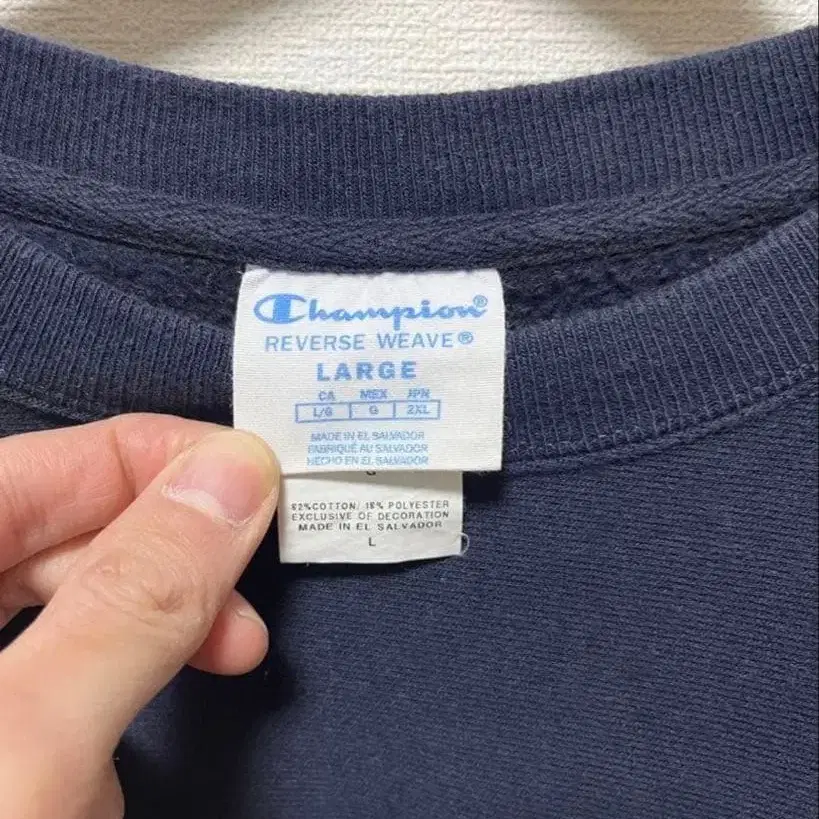 Champion®
REVERSE WEAVE®
LARGE
CA MEX JPN
L/G G 2XL
MADE IN EL SALVADOR
FABRIQUÉ AU SALVADOR
HECHO EN EL SALVADOR
82%COTTON/ 18% POLYESTER
EXCLUSIVE OF DECORATION
MADE IN EL SALVADOR
L